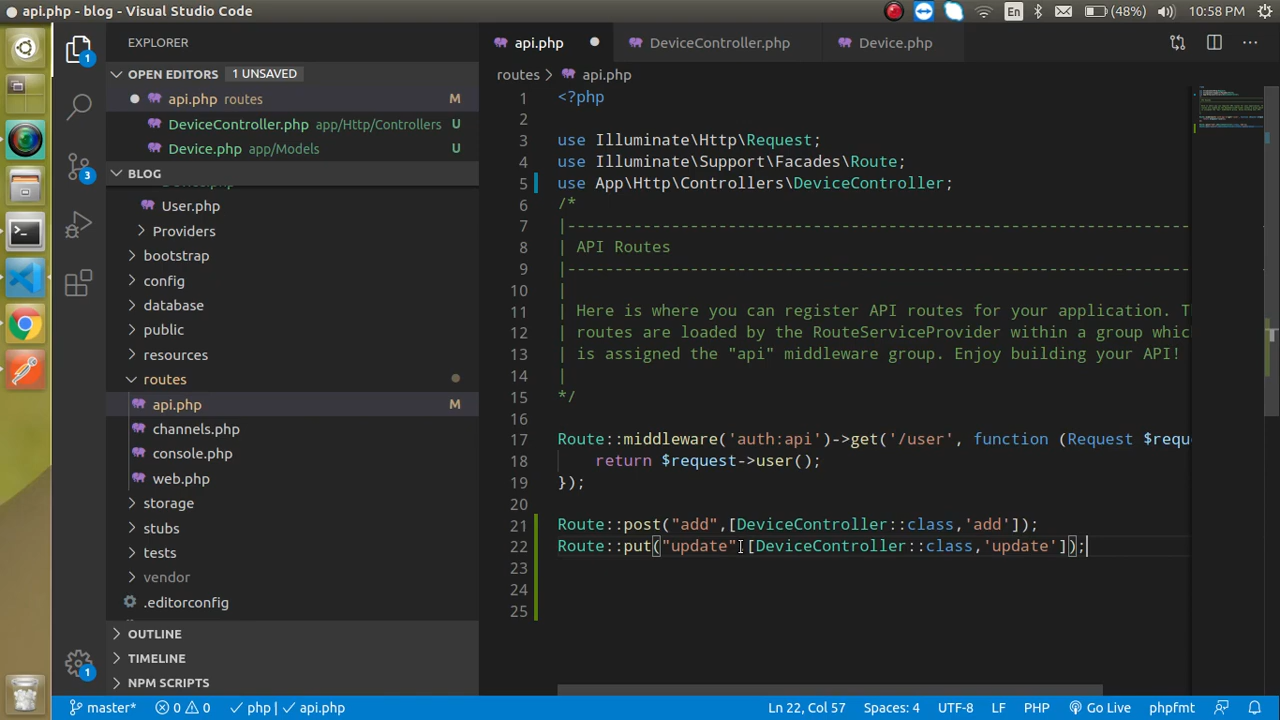 api.php - blog - Visual Studio Code
En
(48%)
10:58 PM
EXPLORER
api.php
DeviceController.php
Device.php
OPEN EDITORS
1 UNSAVED
api.php routes M
DeviceController.php app/Http/Controllers U
Device.php app/Models U
BLOG
User.php
Providers
bootstrap
config
database
public
resources
routes
api.php M
channels.php
console.php
web.php
storage
stubs
tests
vendor
.editorconfig
OUTLINE
TIMELINE
NPM SCRIPTS
1
3
1
routes > api.php
1 <?php
2
3 use Illuminate\Http\Request;
4 use Illuminate\Support\Facades\Route;
5 use App\Http\Controllers\DeviceController;
6 /*
7 |--------------------------------------------------------------------------
8 | API Routes
9 |--------------------------------------------------------------------------
10 |
11 | Here is where you can register API routes for your application. T
12 | routes are loaded by the RouteServiceProvider within a group whic
13 | is assigned the "api" middleware group. Enjoy building your API!
14 |
15 */
16
17 Route::middleware('auth:api')->get('/user', function (Request $requ
18 return $request->user();
19 });
20
21 Route::post("add",[DeviceController::class,'add']);
22 Route::put("update"[DeviceController::class,'update']);
23
24
25
master*
0
0
php
api.php
Ln 22, Col 57
Spaces: 4
UTF-8
LF
PHP
Go Live
phpfmt